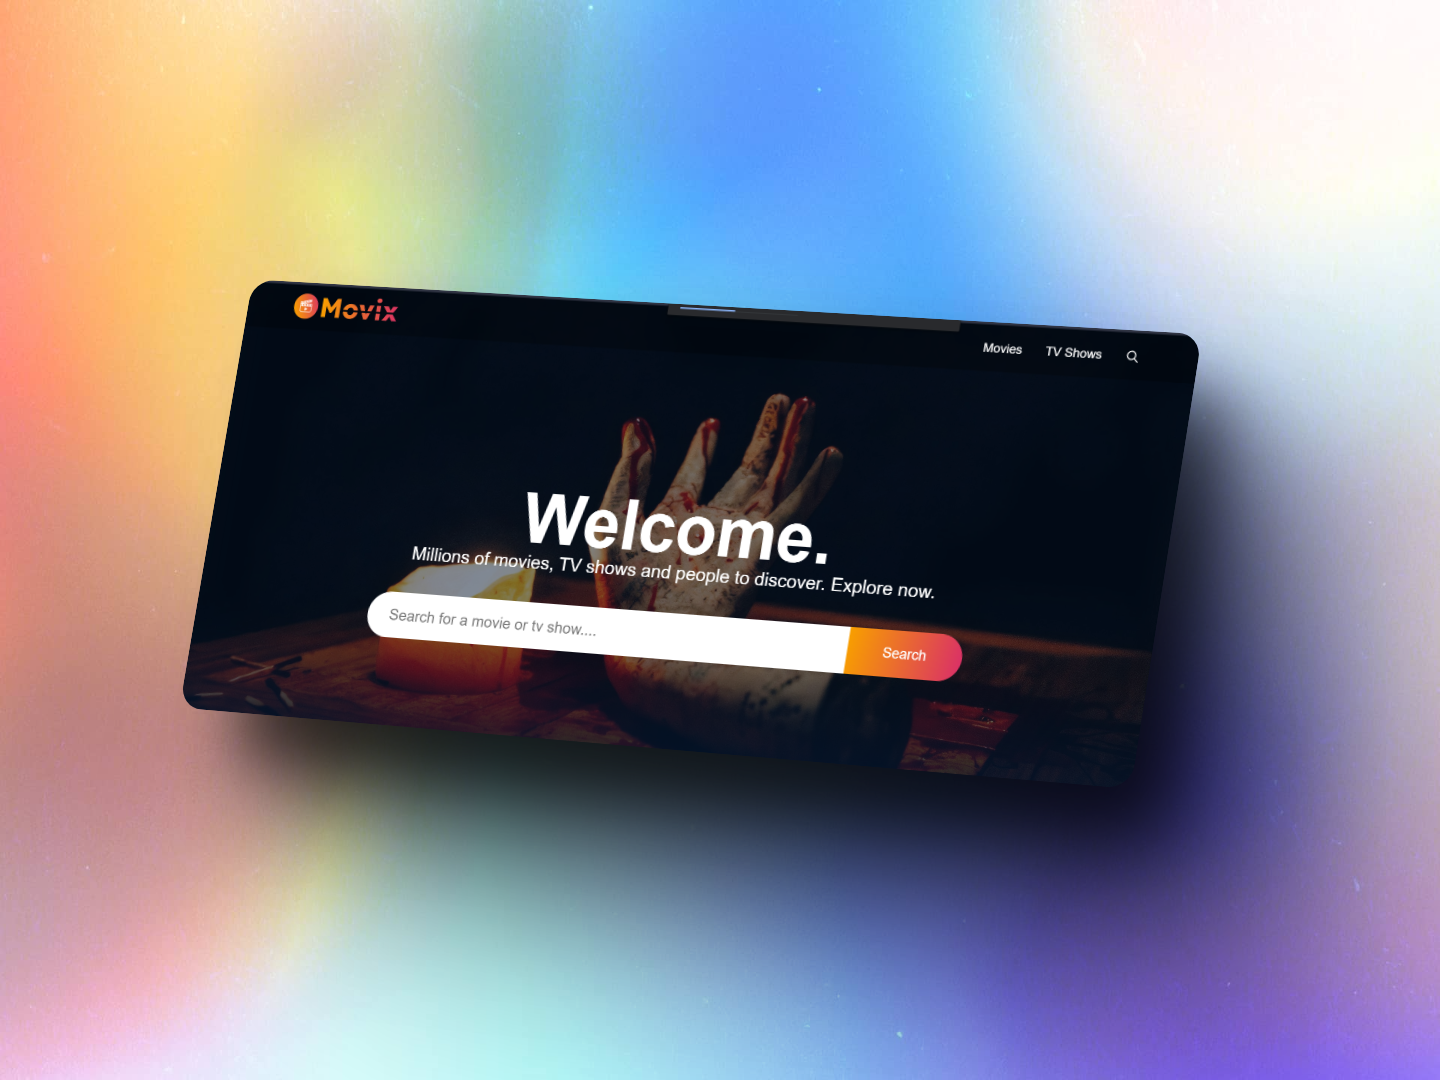 Movix
Movies
TV Shows
Welcome.
Millions of movies, TV shows and people to discover. Explore now.
Search for a movie or tv show....
Search